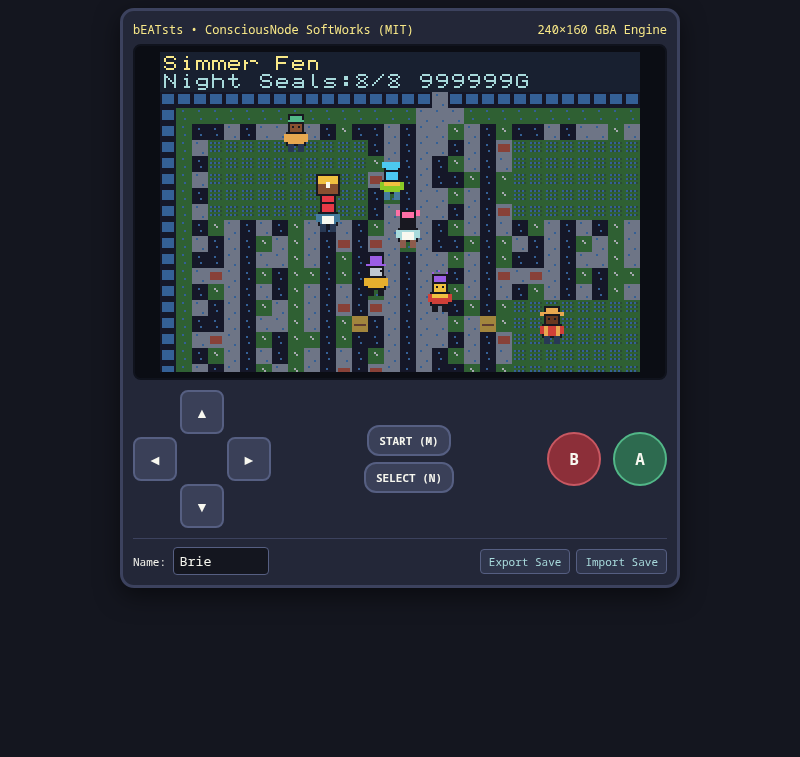 bEATsts • ConsciousNode SoftWorks (MIT)
240×160 GBA Engine
Simmer Fen
Night Seals:8/8 999999G
▲
◀
▶
▼
START (M)
SELECT (N)
B
A
Name:
Brie
Export Save
Import Save